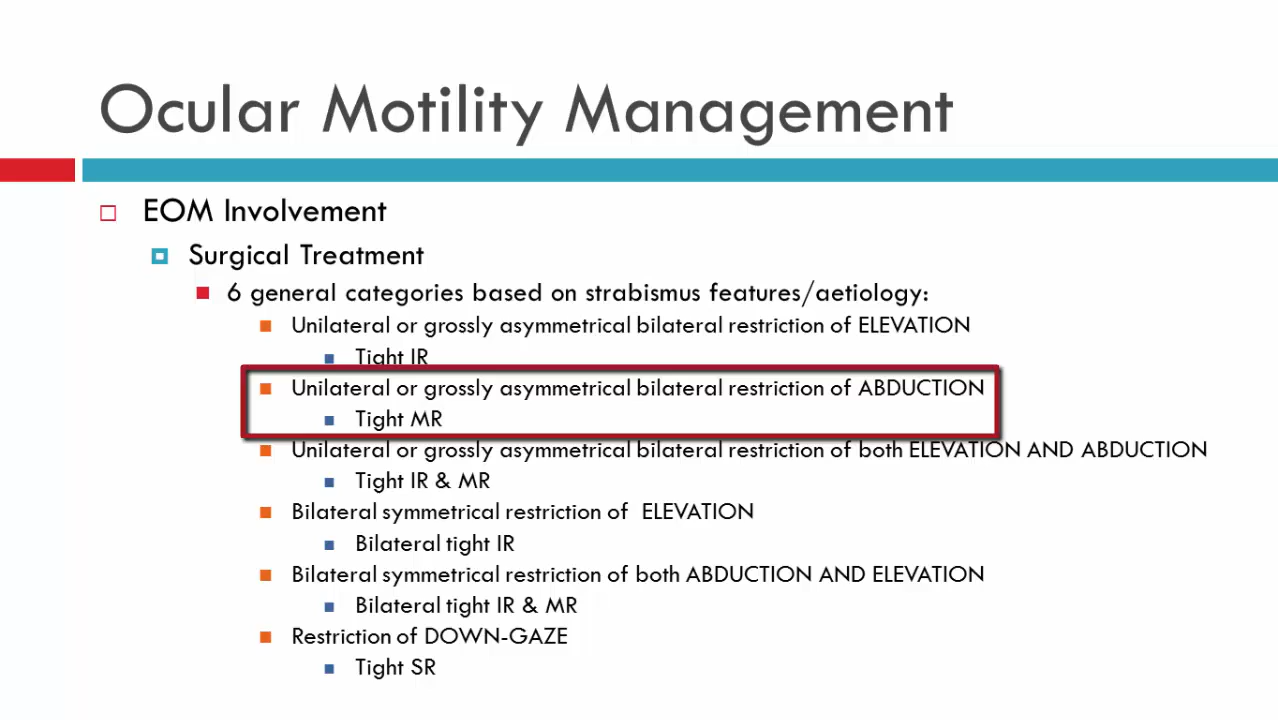 Ocular Motility Management
EOM Involvement
Surgical Treatment
6 general categories based on strabismus features/aetiology:
Unilateral or grossly asymmetrical bilateral restriction of ELEVATION
Tight IR
Unilateral or grossly asymmetrical bilateral restriction of ABDUCTION
Tight MR
Unilateral or grossly asymmetrical bilateral restriction of both ELEVATION AND ABDUCTION
Tight IR & MR
Bilateral symmetrical restriction of ELEVATION
Bilateral tight IR
Bilateral symmetrical restriction of both ABDUCTION AND ELEVATION
Bilateral tight IR & MR
Restriction of DOWN-GAZE
Tight SR